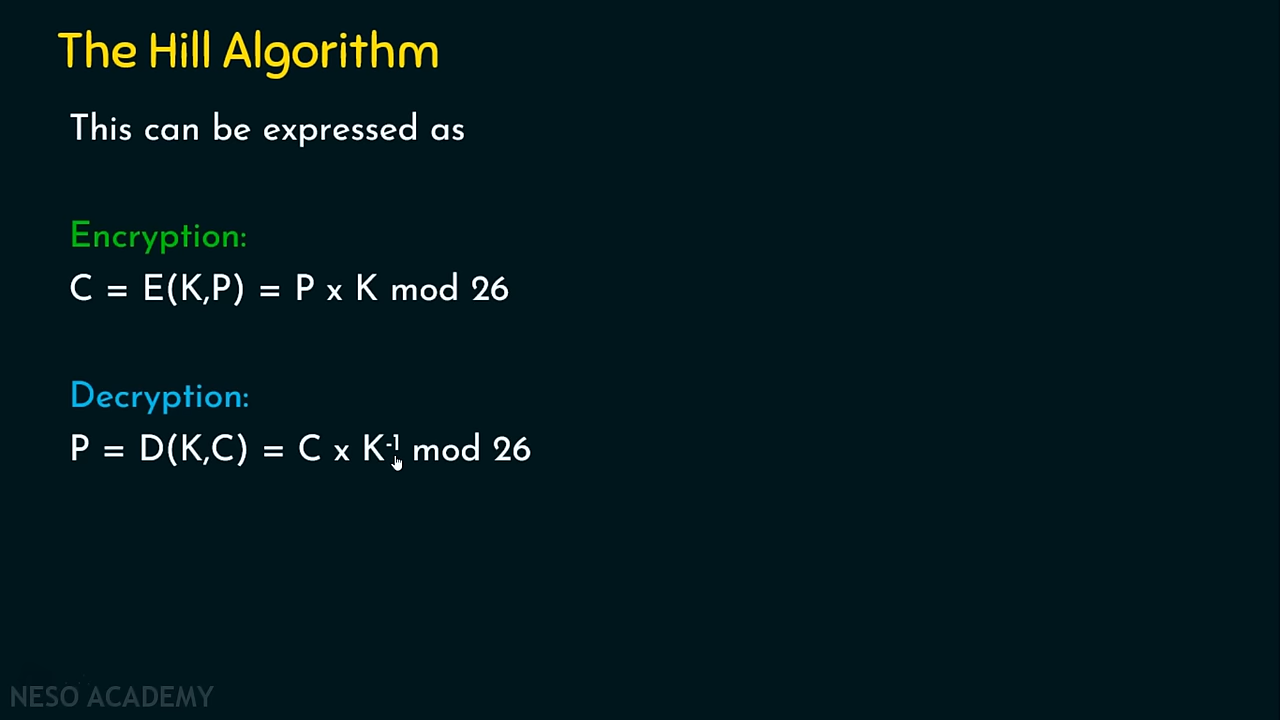 The Hill Algorithm
This can be expressed as
Encryption:
C = E(K,P) = P x K mod 26
Decryption:
P = D(K,C) = C x K⁻¹ mod 26
NESO ACADEMY